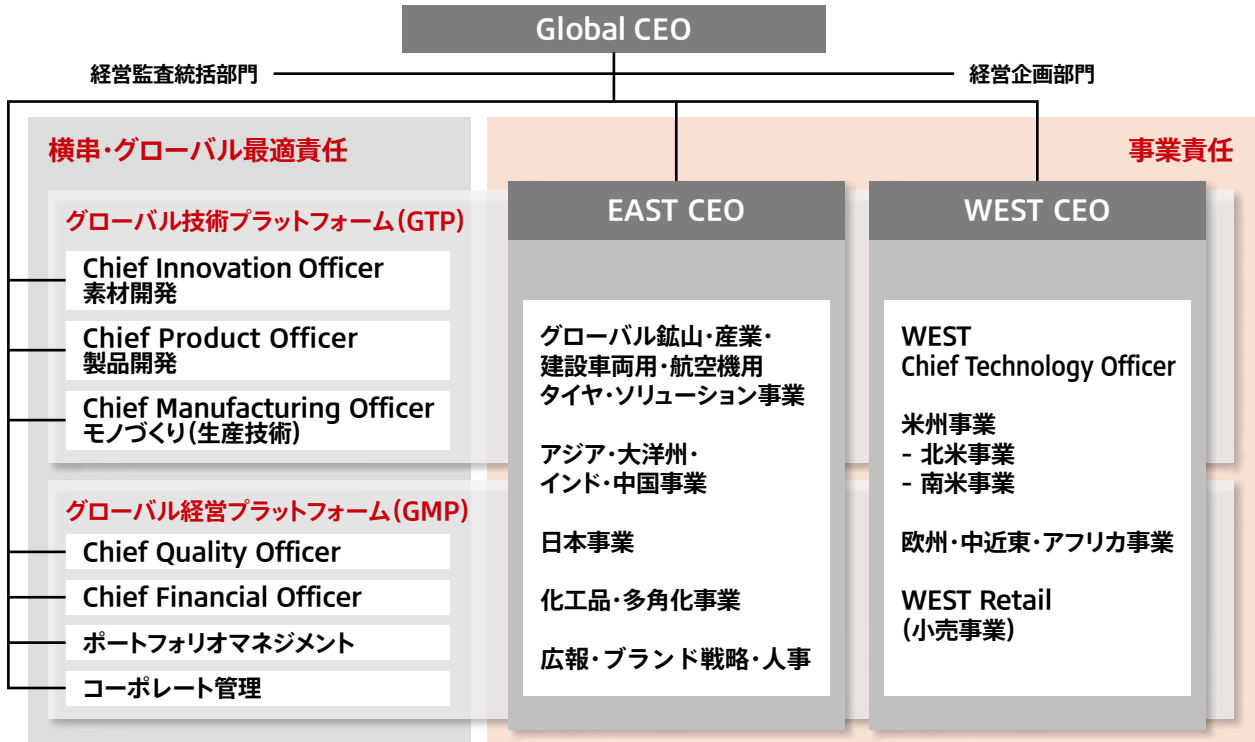 Global CEO
経営監査統括部門
経営企画部門
横串・グローバル最適責任
グローバル技術プラットフォーム(GTP)
Chief Innovation Officer
素材開発
Chief Product Officer
製品開発
Chief Manufacturing Officer
モノづくり(生産技術)
グローバル経営プラットフォーム(GMP)
Chief Quality Officer
Chief Financial Officer
ポートフォリオマネジメント
コーポレート管理
事業責任
EAST CEO
グローバル鉱山・産業・
建設車両用・航空機用
タイヤ・ソリューション事業
アジア・大洋州・
インド・中国事業
日本事業
化工品・多角化事業
広報・ブランド戦略・人事
WEST CEO
WEST
Chief Technology Officer
米州事業
- 北米事業
- 南米事業
欧州・中近東・アフリカ事業
WEST Retail
(小売事業)